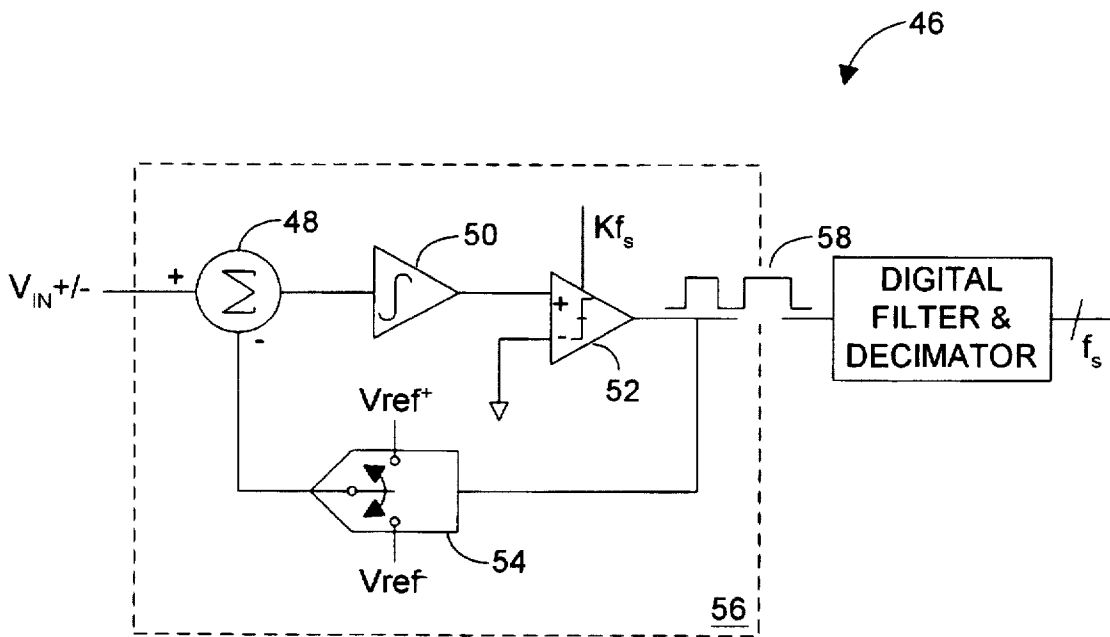 46
48
50
Kfs
58
VIN+/-
+
-
Σ
∫
+
-
52
DIGITAL
FILTER &
DECIMATOR
fs
Vref+
54
Vref-
56